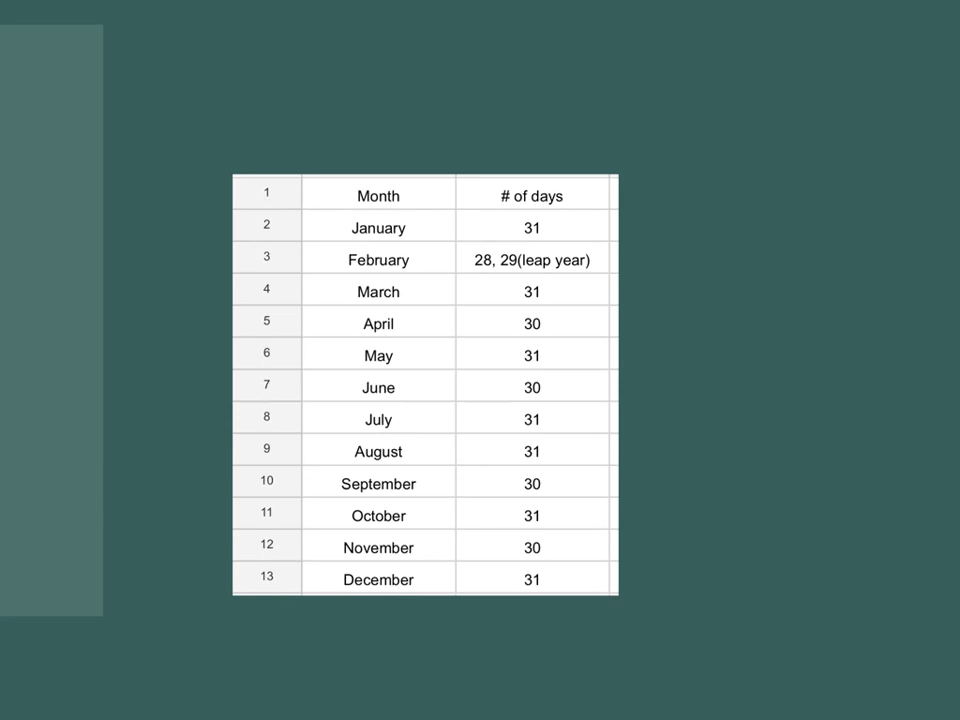 1 Month # of days
2 January 31
3 February 28, 29(leap year)
4 March 31
5 April 30
6 May 31
7 June 30
8 July 31
9 August 31
10 September 30
11 October 31
12 November 30
13 December 31